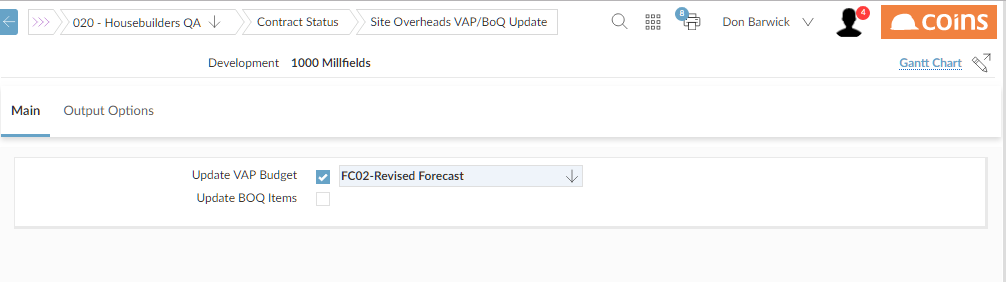 020 - Housebuilders QA
Contract Status
Site Overheads VAP/BoQ Update
8
Don Barwick
4
coins
Development 1000 Millfields
Gantt Chart
Main
Output Options
Update VAP Budget
FC02-Revised Forecast
Update BOQ Items